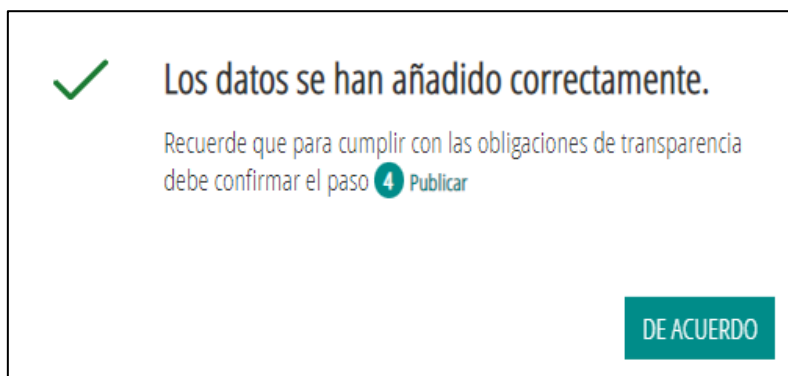 Los datos se han añadido correctamente.
Recuerde que para cumplir con las obligaciones de transparencia
debe confirmar el paso 4 Publicar
DE ACUERDO